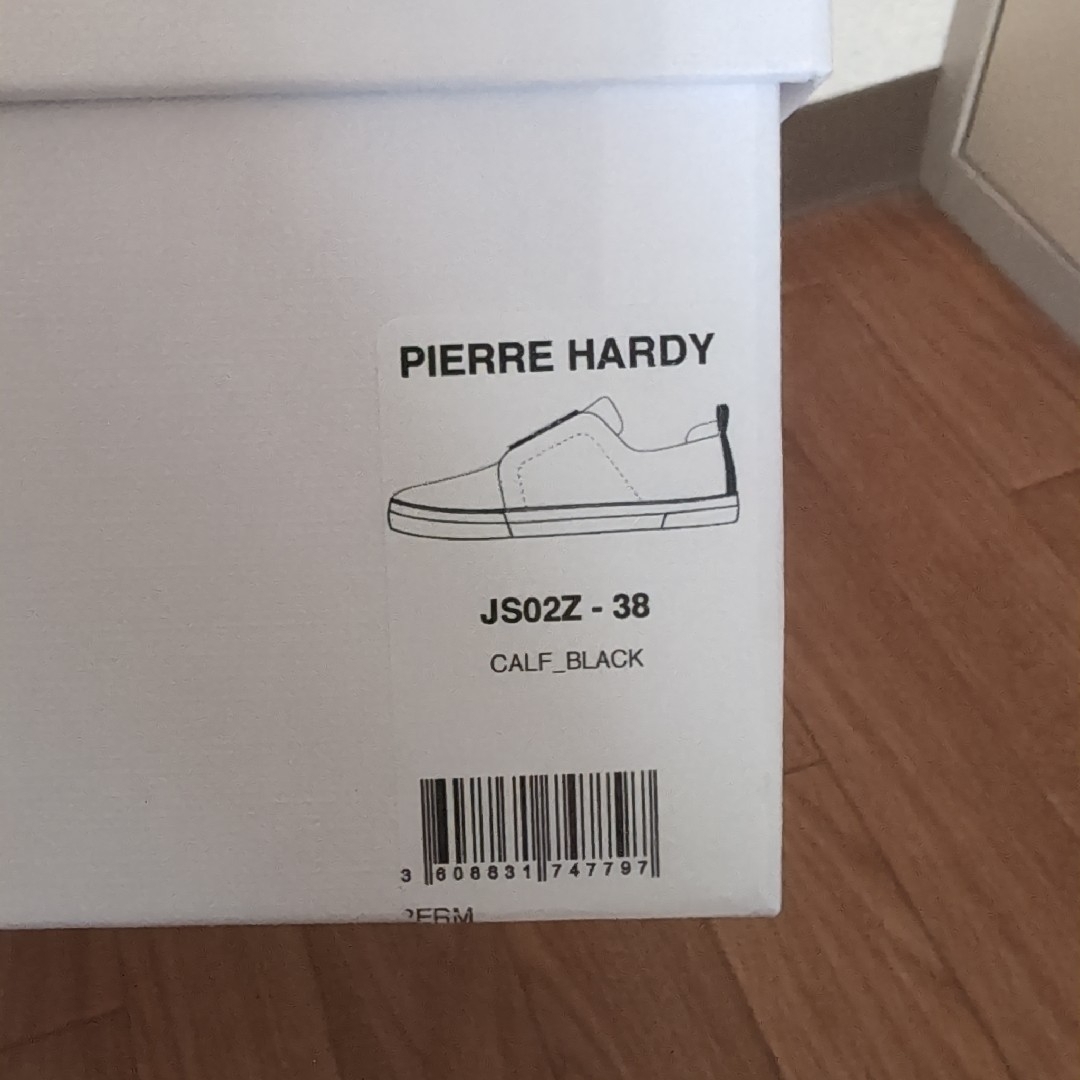 PIERRE HARDY
JS02Z - 38
CALF_BLACK
3 608831 747797